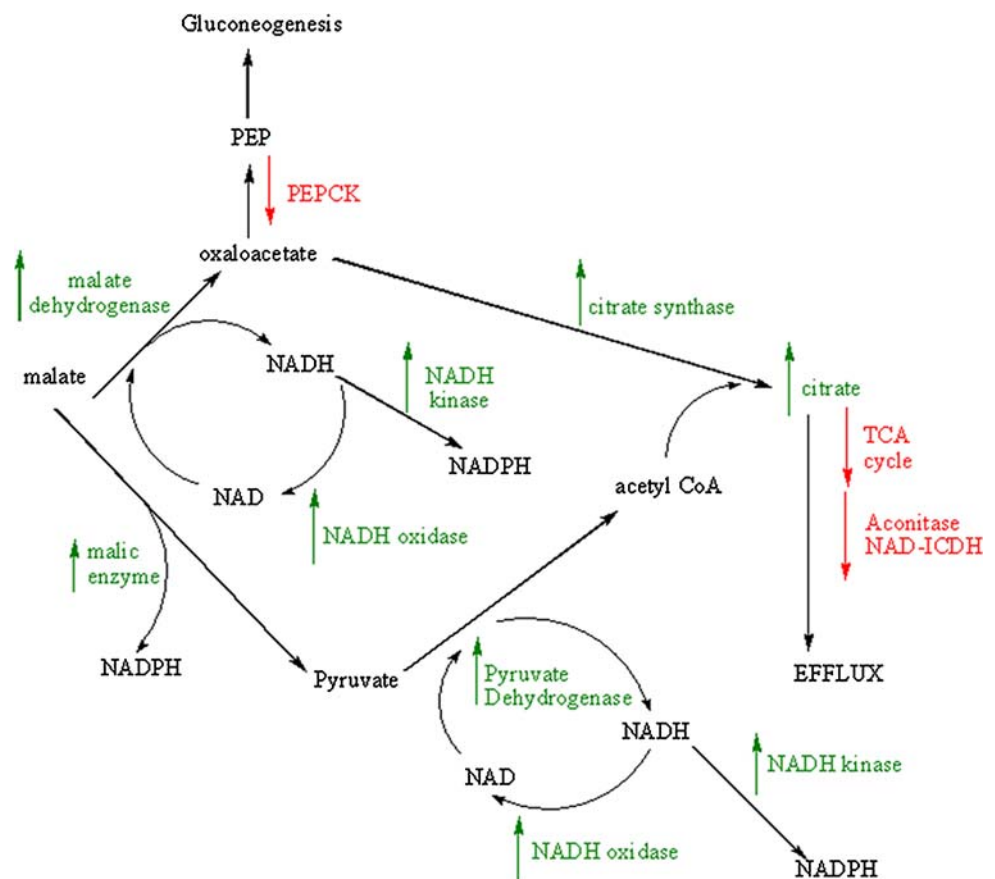 Gluconeogenesis
PEP
PEPCK
oxaloacetate
malate
dehydrogenase
citrate synthase
malate
NADH
NADH
kinase
citrate
TCA
cycle
NADPH
NAD
acetyl CoA
NADH oxidase
Aconitase
NAD-ICDH
malic
enzyme
NADPH
Pyruvate
Pyruvate
Dehydrogenase
EFFLUX
NADH
NAD
NADH kinase
NADH oxidase
NADPH